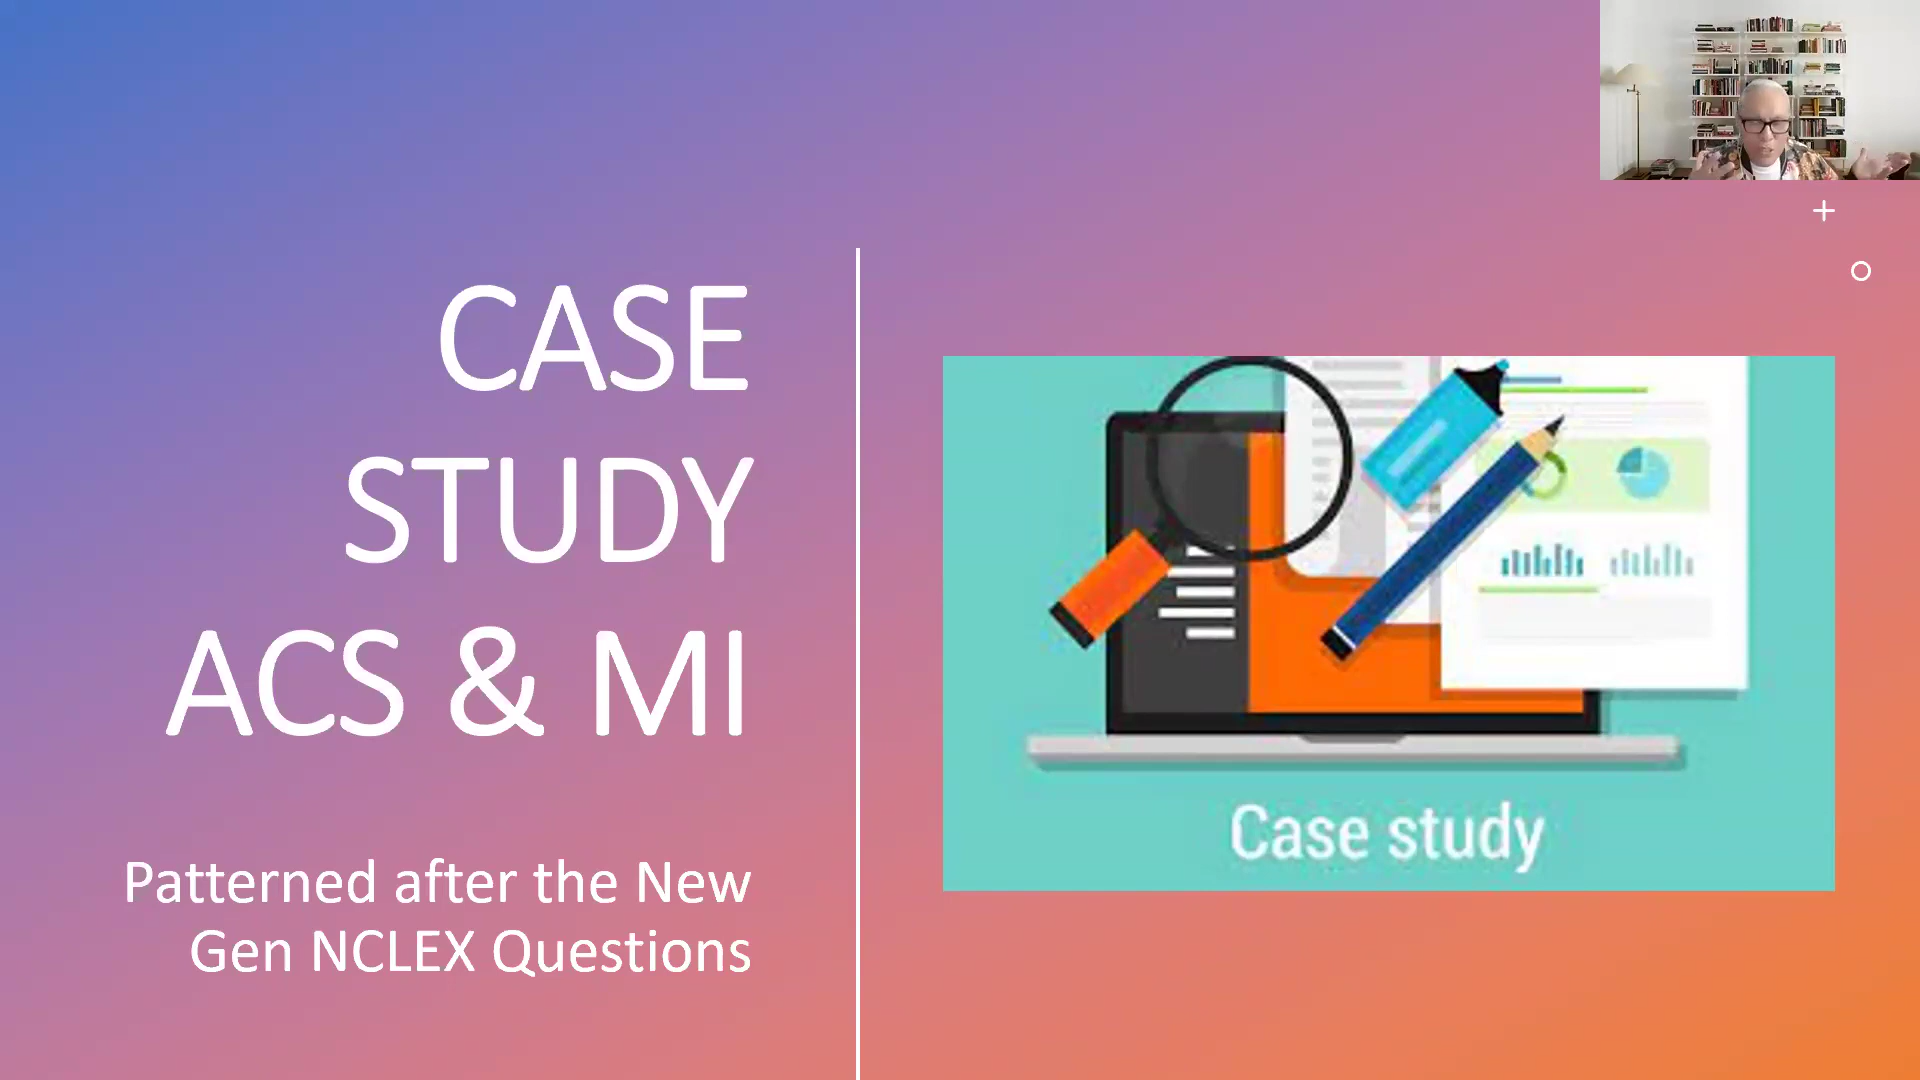 CASE
STUDY
ACS & MI
Patterned after the New
Gen NCLEX Questions
Case study